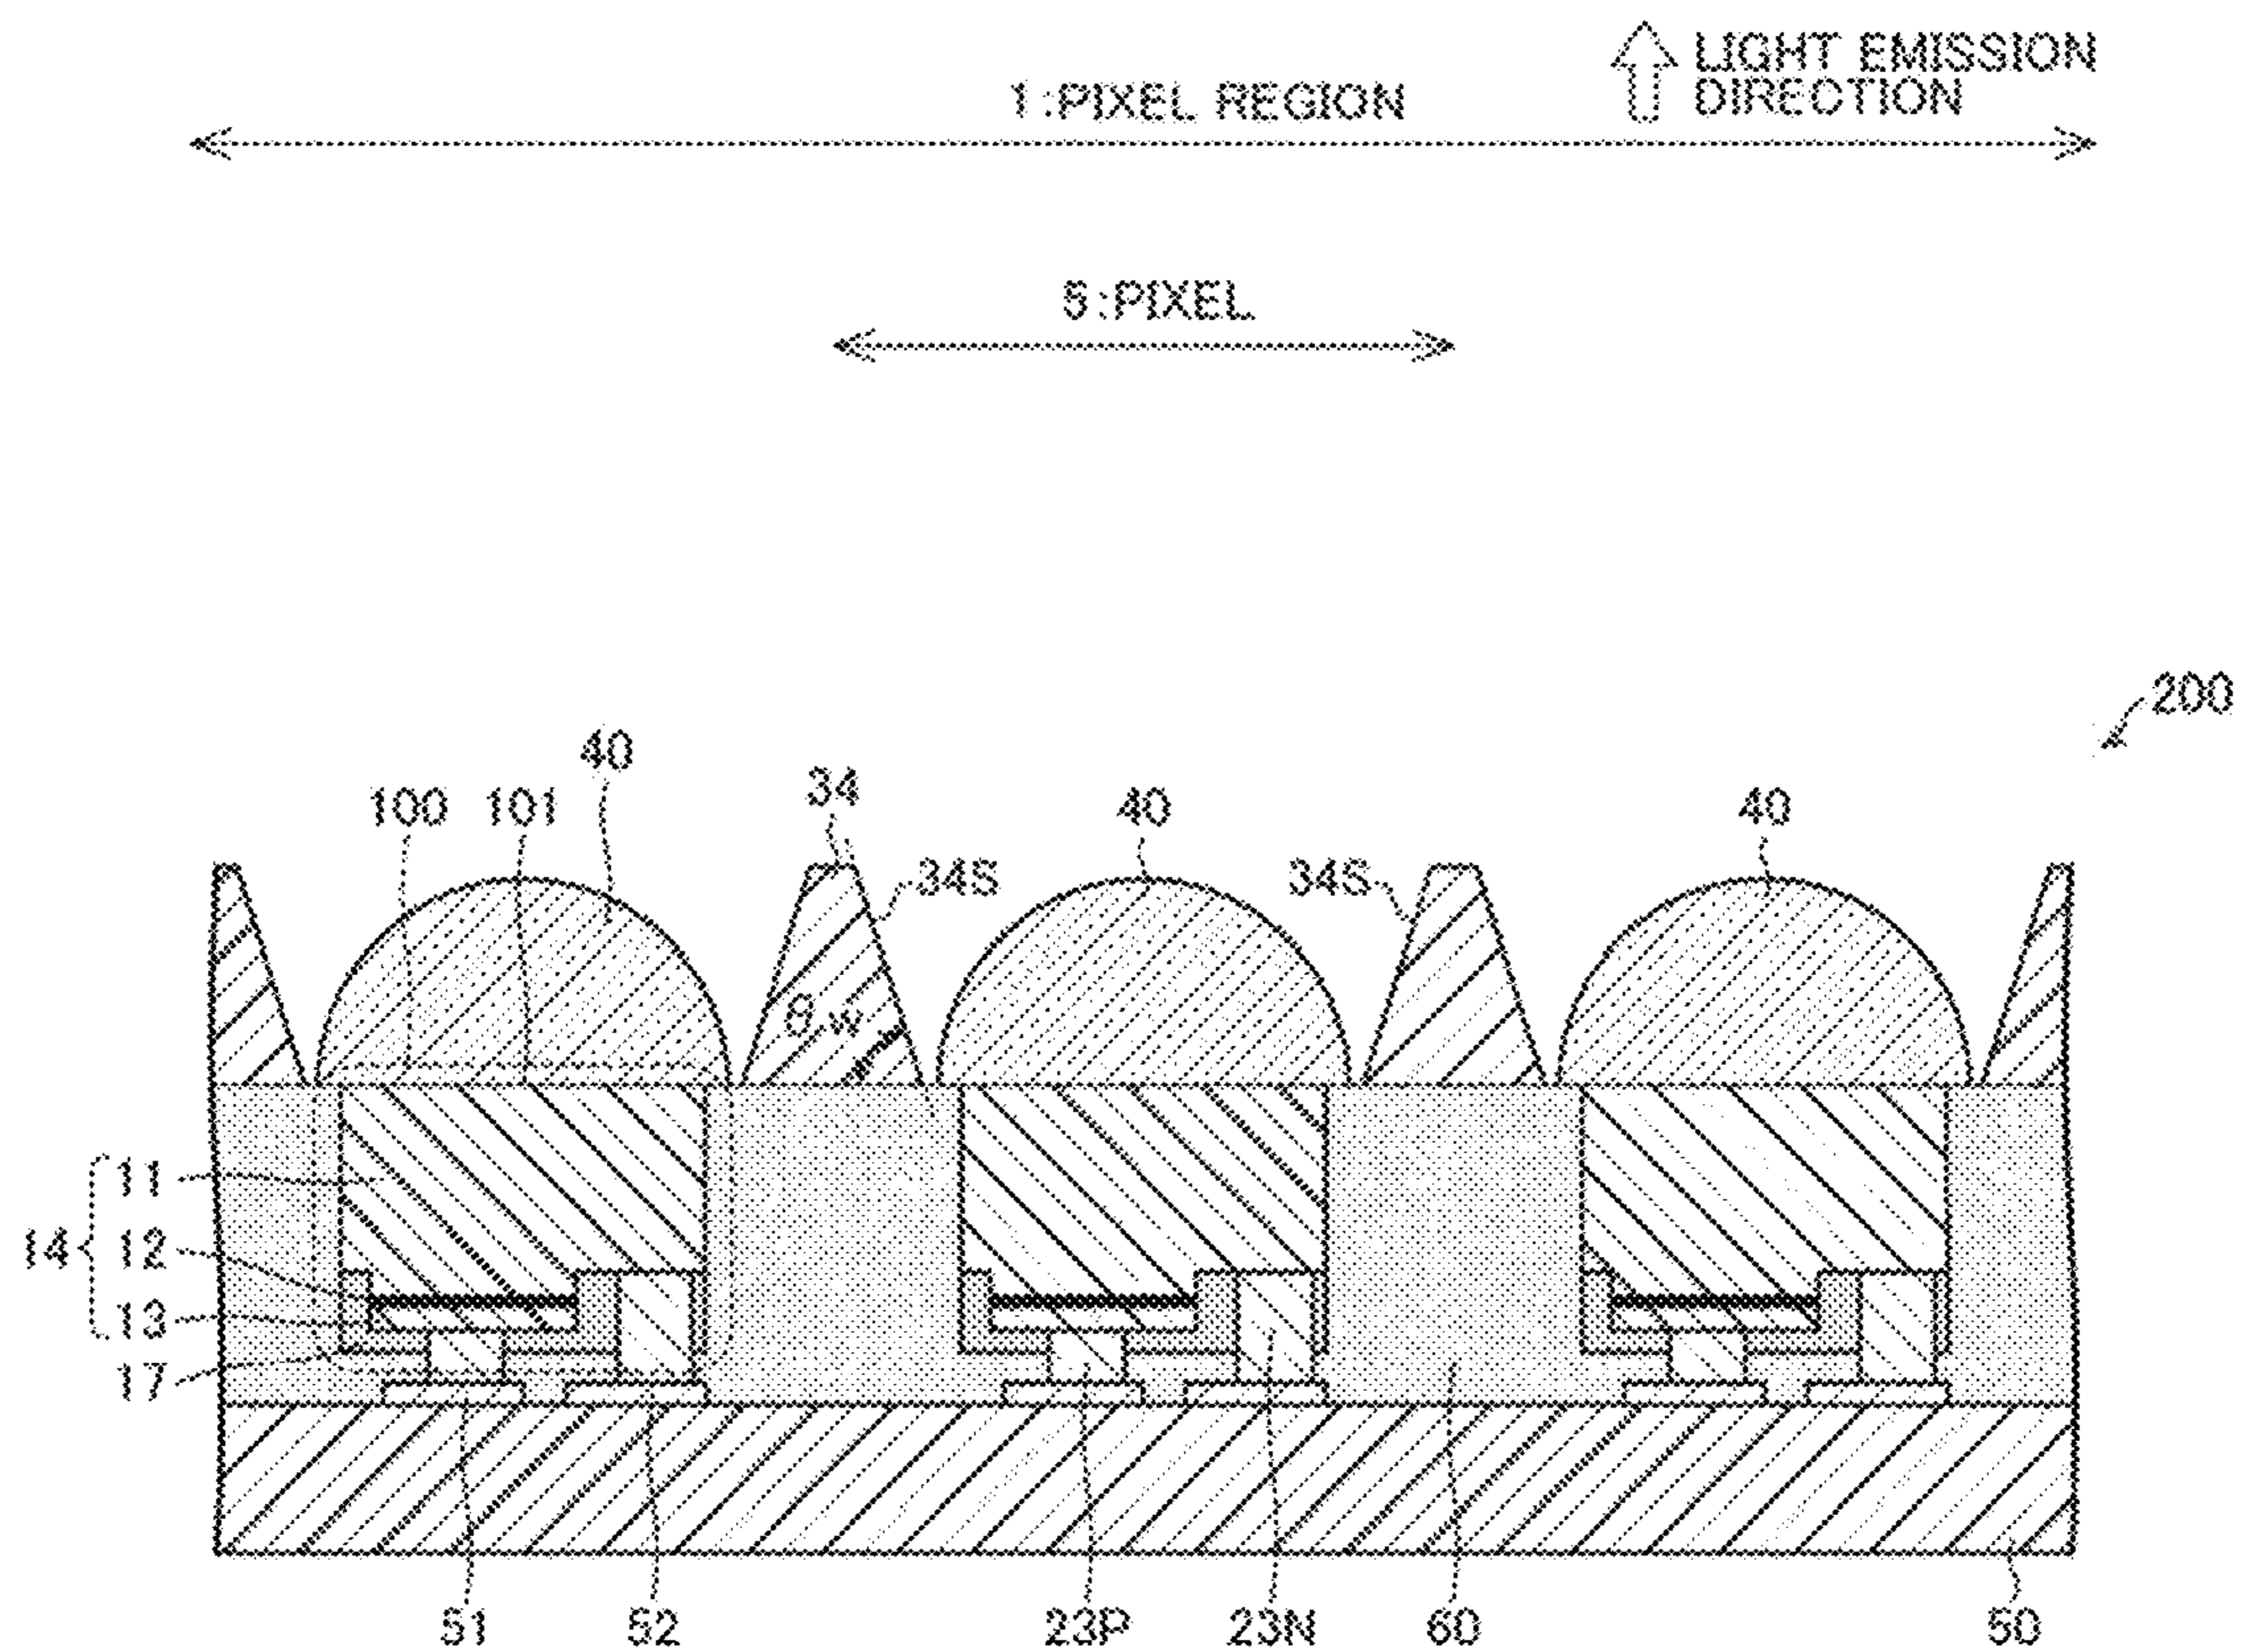 LIGHT EMISSION
DIRECTION
1:PIXEL REGION
5:PIXEL
200
40
34
100
101
40
40
34S
34S
θw
11
14
12
13
17
51
52
23P
23N
60
50